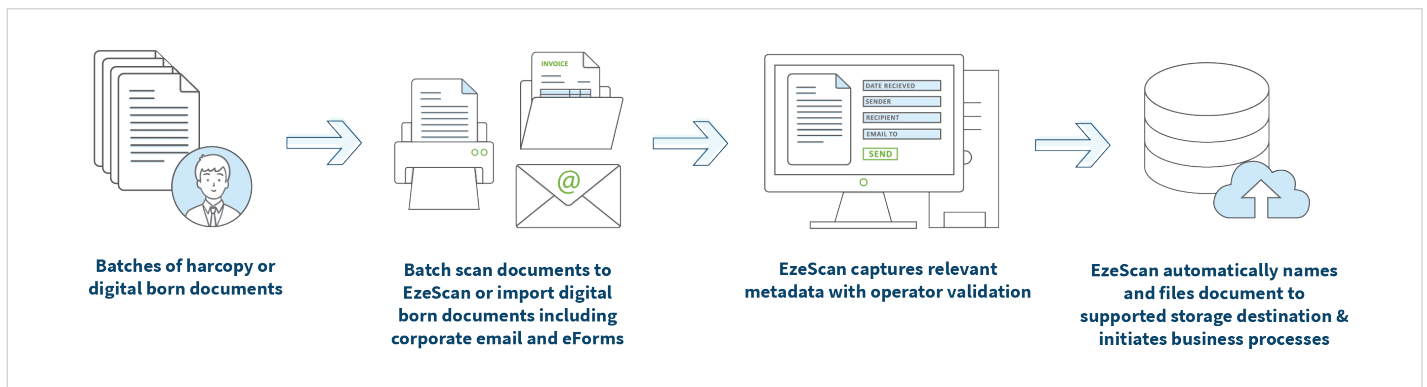 INVOICE
@
DATE RECIEVED
SENDER
RECIPIENT
EMAIL TO
SEND
Batches of harcopy or
digital born documents
Batch scan documents to
EzeScan or import digital
born documents including
corporate email and eForms
EzeScan captures relevant
metadata with operator validation
EzeScan automatically names
and files document to
supported storage destination &
initiates business processes